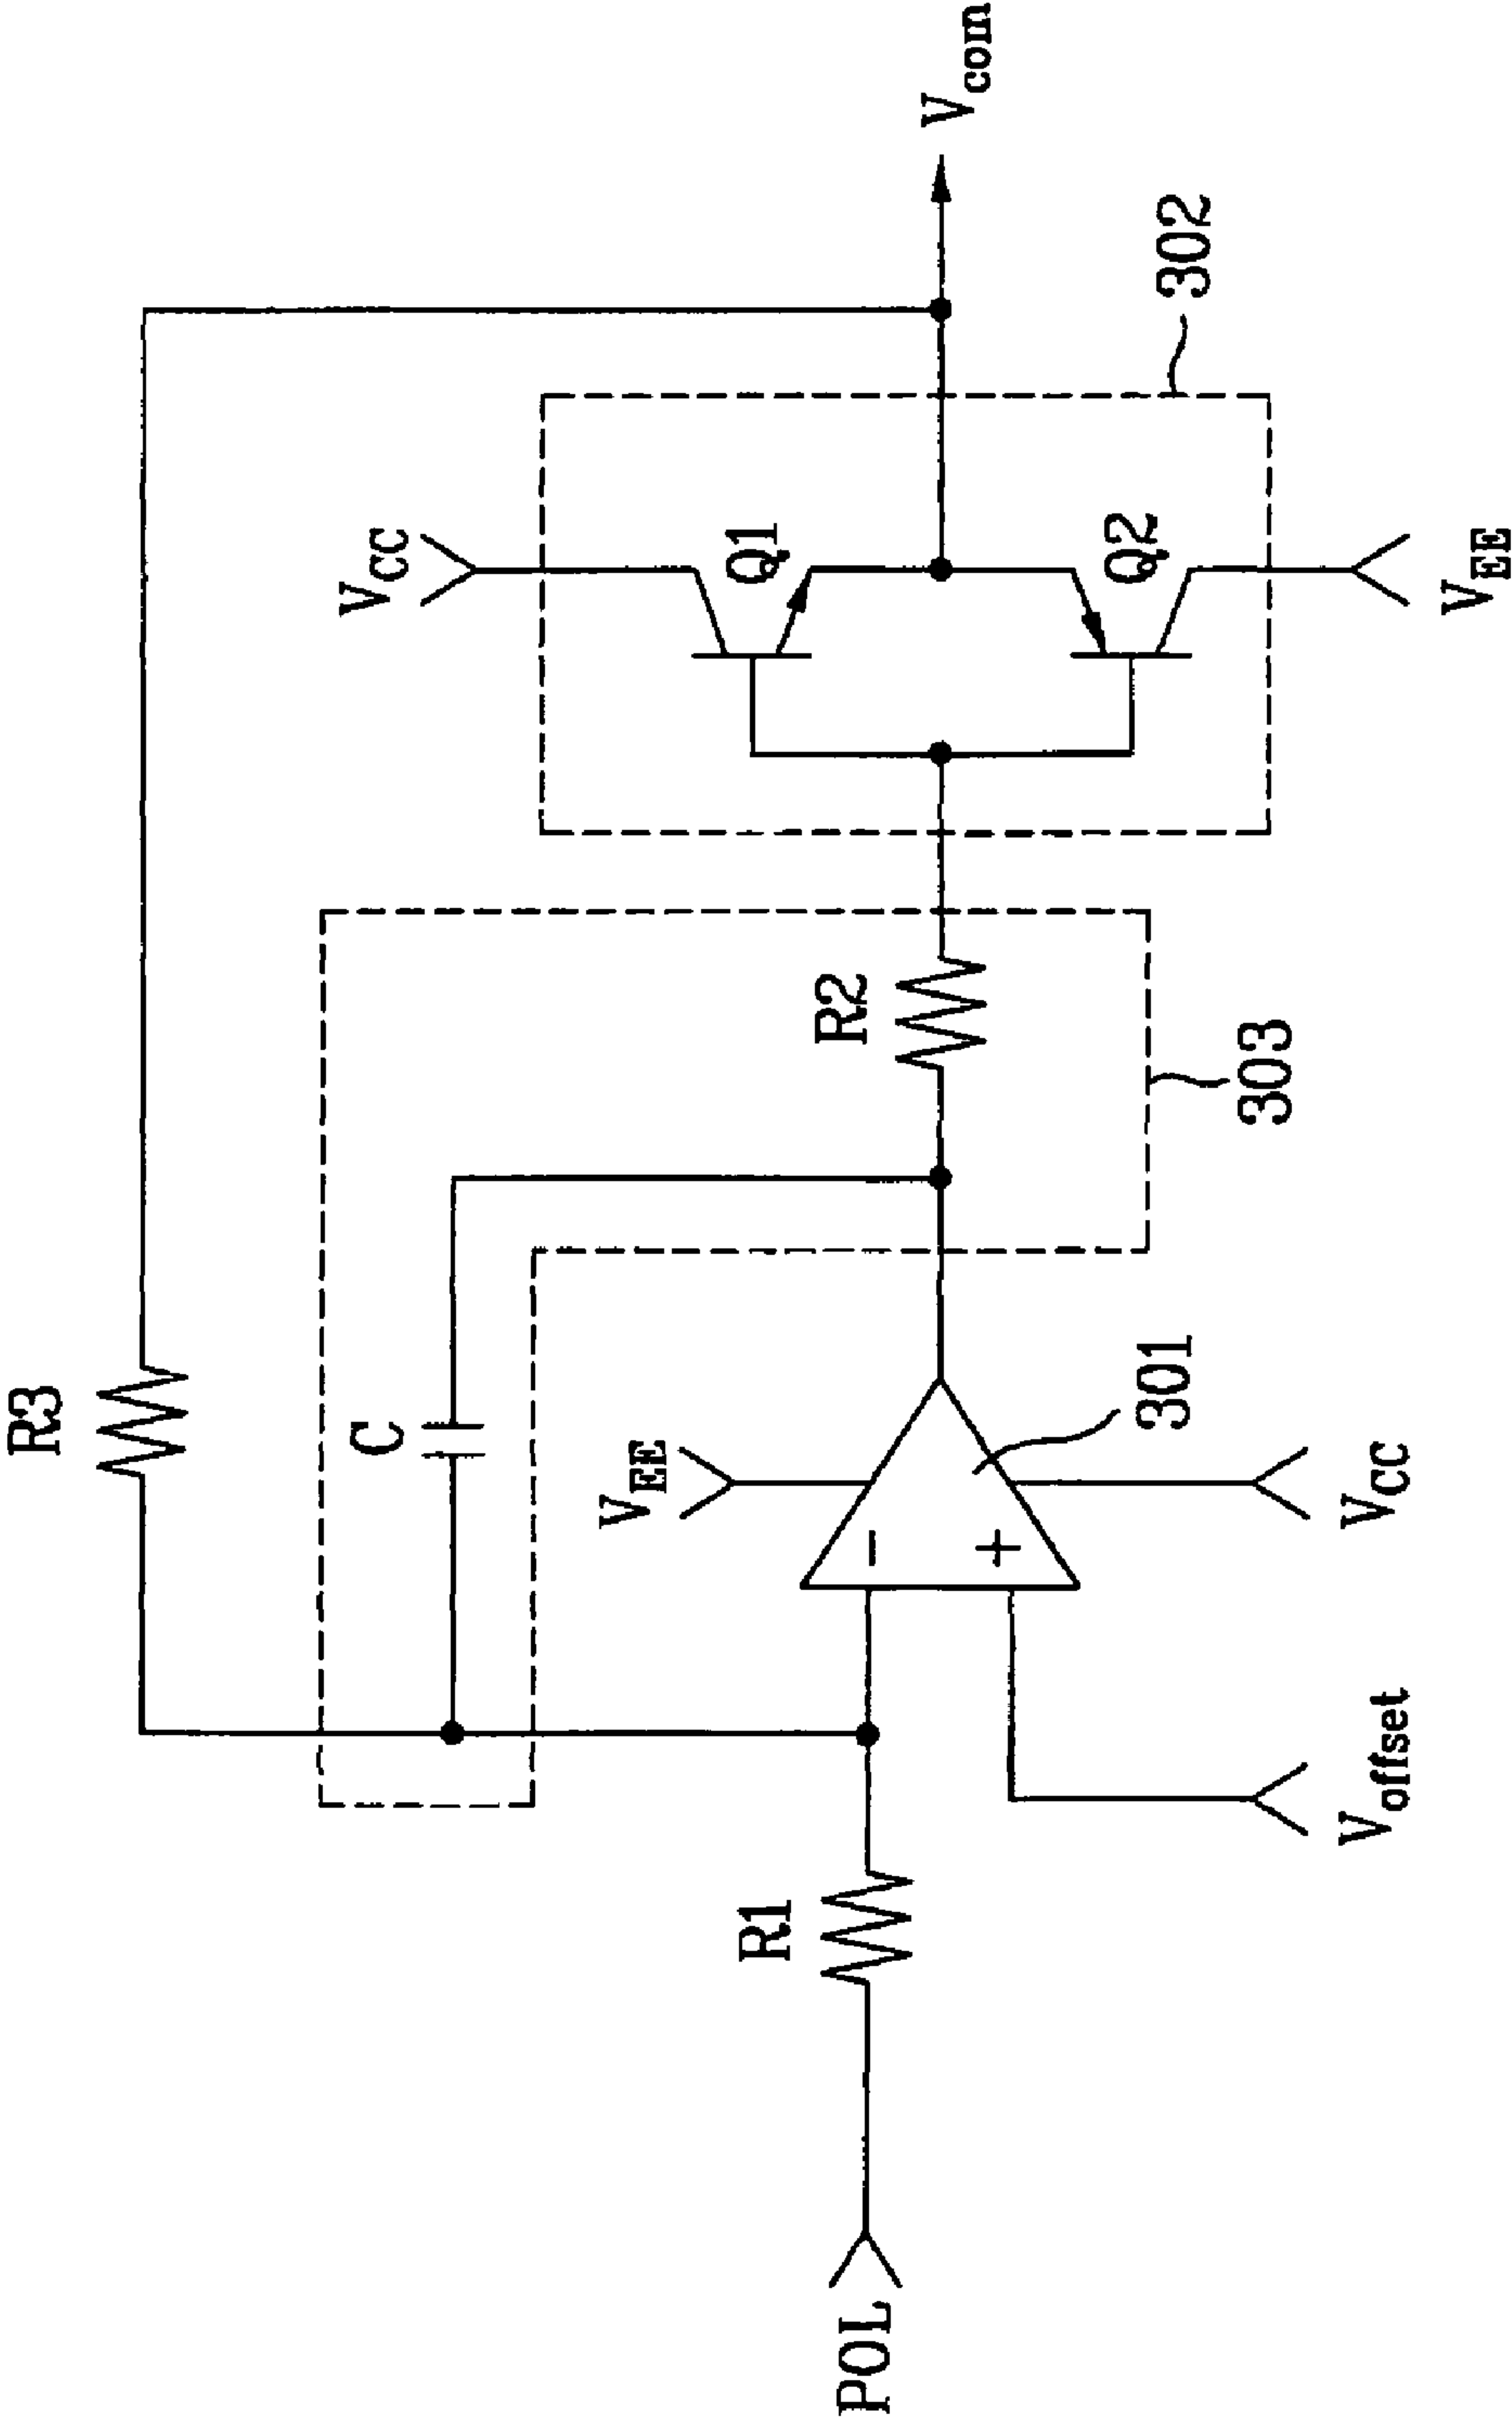 R3
C
VCC
Q1
VEE
R2
Vcom
R1
POL
Q2
302
301
303
Voffset
VCC
VEE